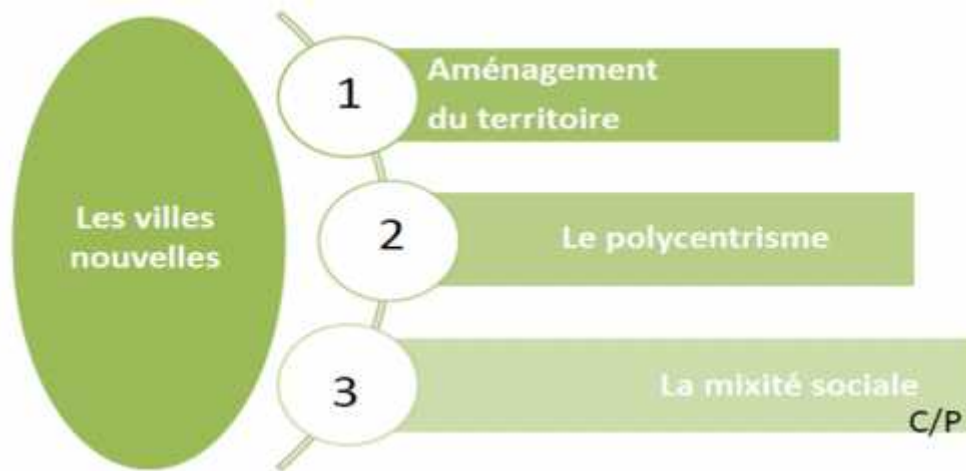 Les villes
nouvelles
1
Aménagement
du territoire
2
Le polycentrisme
3
La mixité sociale
C/P